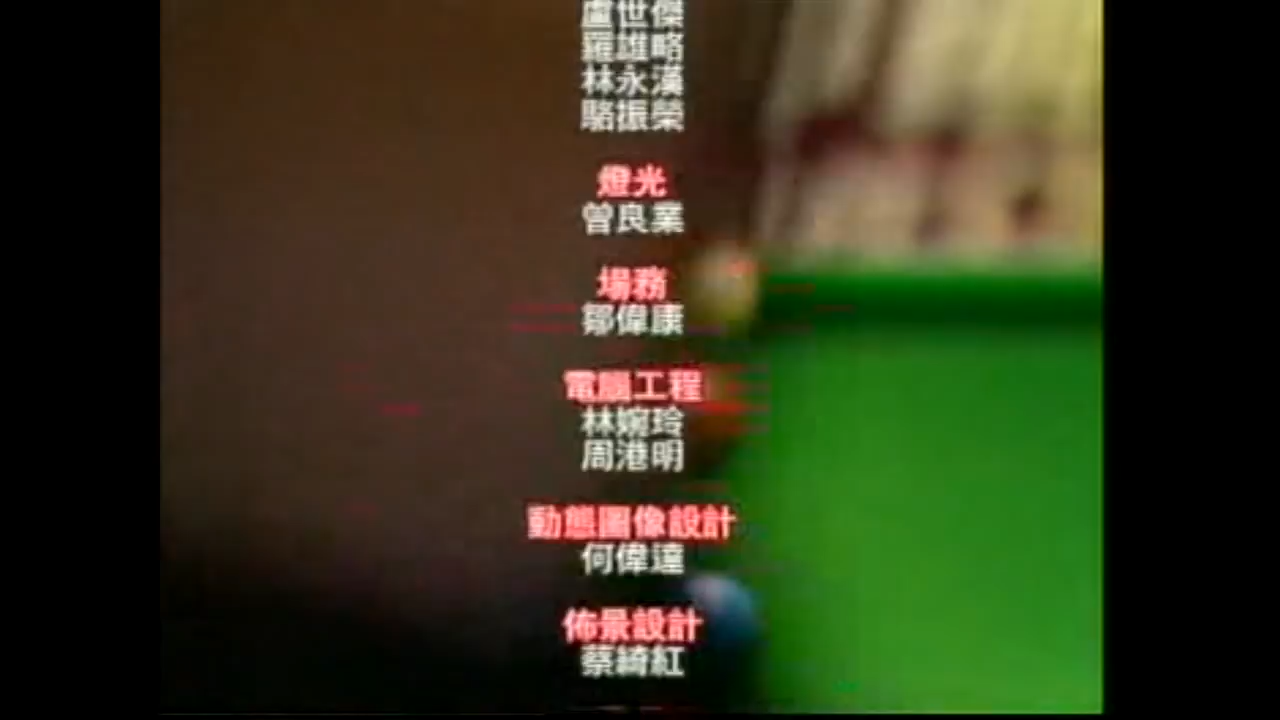 盧世傑
羅雄略
林永漢
駱振榮
燈光
曾良業
場務
鄒偉康
電腦工程
林婉玲
周港明
動態圖像設計
何偉達
佈景設計
蔡綺紅